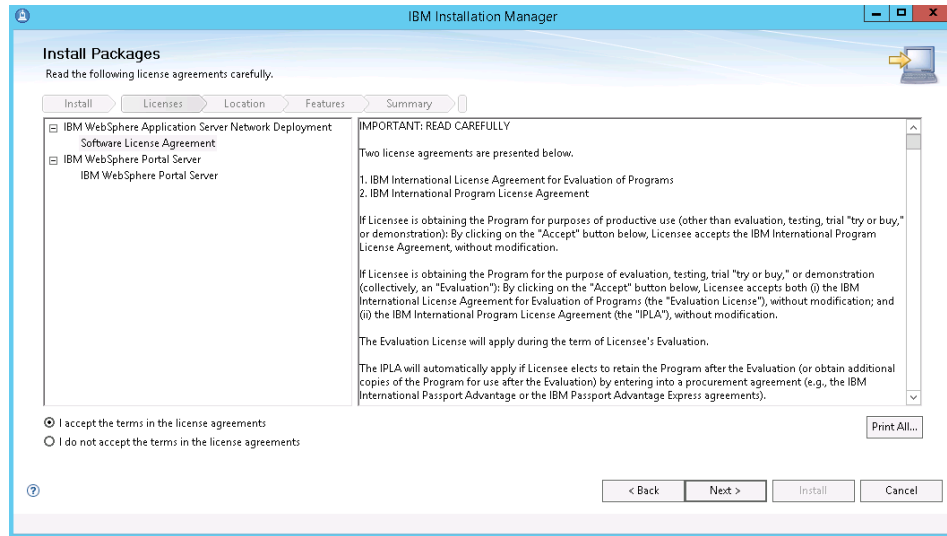 IBM Installation Manager
Install Packages
Read the following license agreements carefully.
Install
Licenses
Location
Features
Summary
IBM WebSphere Application Server Network Deployment
Software License Agreement
IBM WebSphere Portal Server
IBM WebSphere Portal Server
IMPORTANT: READ CAREFULLY
Two license agreements are presented below.
1. IBM International License Agreement for Evaluation of Programs
2. IBM International Program License Agreement
If Licensee is obtaining the Program for purposes of productive use (other than evaluation, testing, trial "try or buy,"
or demonstration): By clicking on the "Accept" button below, Licensee accepts the IBM International Program
License Agreement, without modification.
If Licensee is obtaining the Program for the purpose of evaluation, testing, trial "try or buy," or demonstration
(collectively, an "Evaluation"): By clicking on the "Accept" button below, Licensee accepts both (i) the IBM
International License Agreement for Evaluation of Programs (the "Evaluation License"), without modification; and
(ii) the IBM International Program License Agreement (the "IPLA"), without modification.
The Evaluation License will apply during the term of Licensee's Evaluation.
The IPLA will automatically apply if Licensee elects to retain the Program after the Evaluation (or obtain additional
copies of the Program for use after the Evaluation) by entering into a procurement agreement (e.g., the IBM
International Passport Advantage or the IBM Passport Advantage Express agreements).
I accept the terms in the license agreements
I do not accept the terms in the license agreements
Print All...
?
< Back
Next >
Install
Cancel